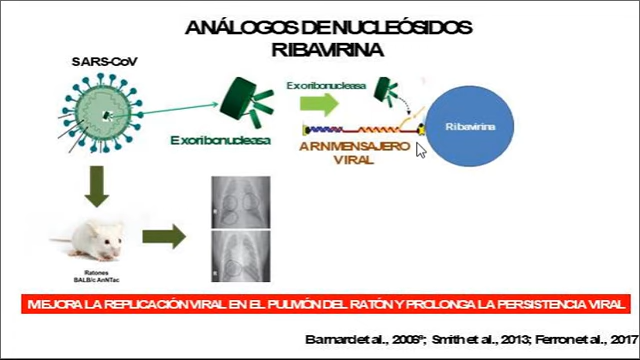 ANÁLOGOS DE NUCLEÓSIDOS
RIBAVIRINA
SARS-CoV
Exoribonucleasa
Exoribonucleasa
ARN MENSAJERO
VIRAL
Ribavirina
Ratones
BALB/c AnNTac
MEJORA LA REPLICACIÓN VIRAL EN EL PULMÓN DEL RATÓN Y PROLONGA LA PERSISTENCIA VIRAL
Barnard et al., 2006ª; Smith et al., 2013; Ferron et al., 2017